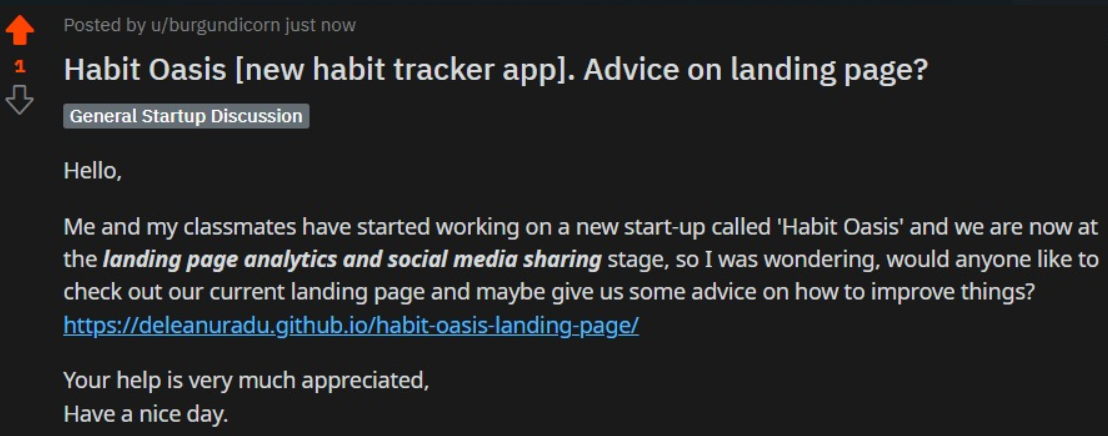 Posted by u/burgundicorn just now
1
Habit Oasis [new habit tracker app]. Advice on landing page?
General Startup Discussion
Hello,
Me and my classmates have started working on a new start-up called 'Habit Oasis' and we are now at
the landing page analytics and social media sharing stage, so I was wondering, would anyone like to
check out our current landing page and maybe give us some advice on how to improve things?
https://deleanuradu.github.io/habit-oasis-landing-page/
Your help is very much appreciated,
Have a nice day.